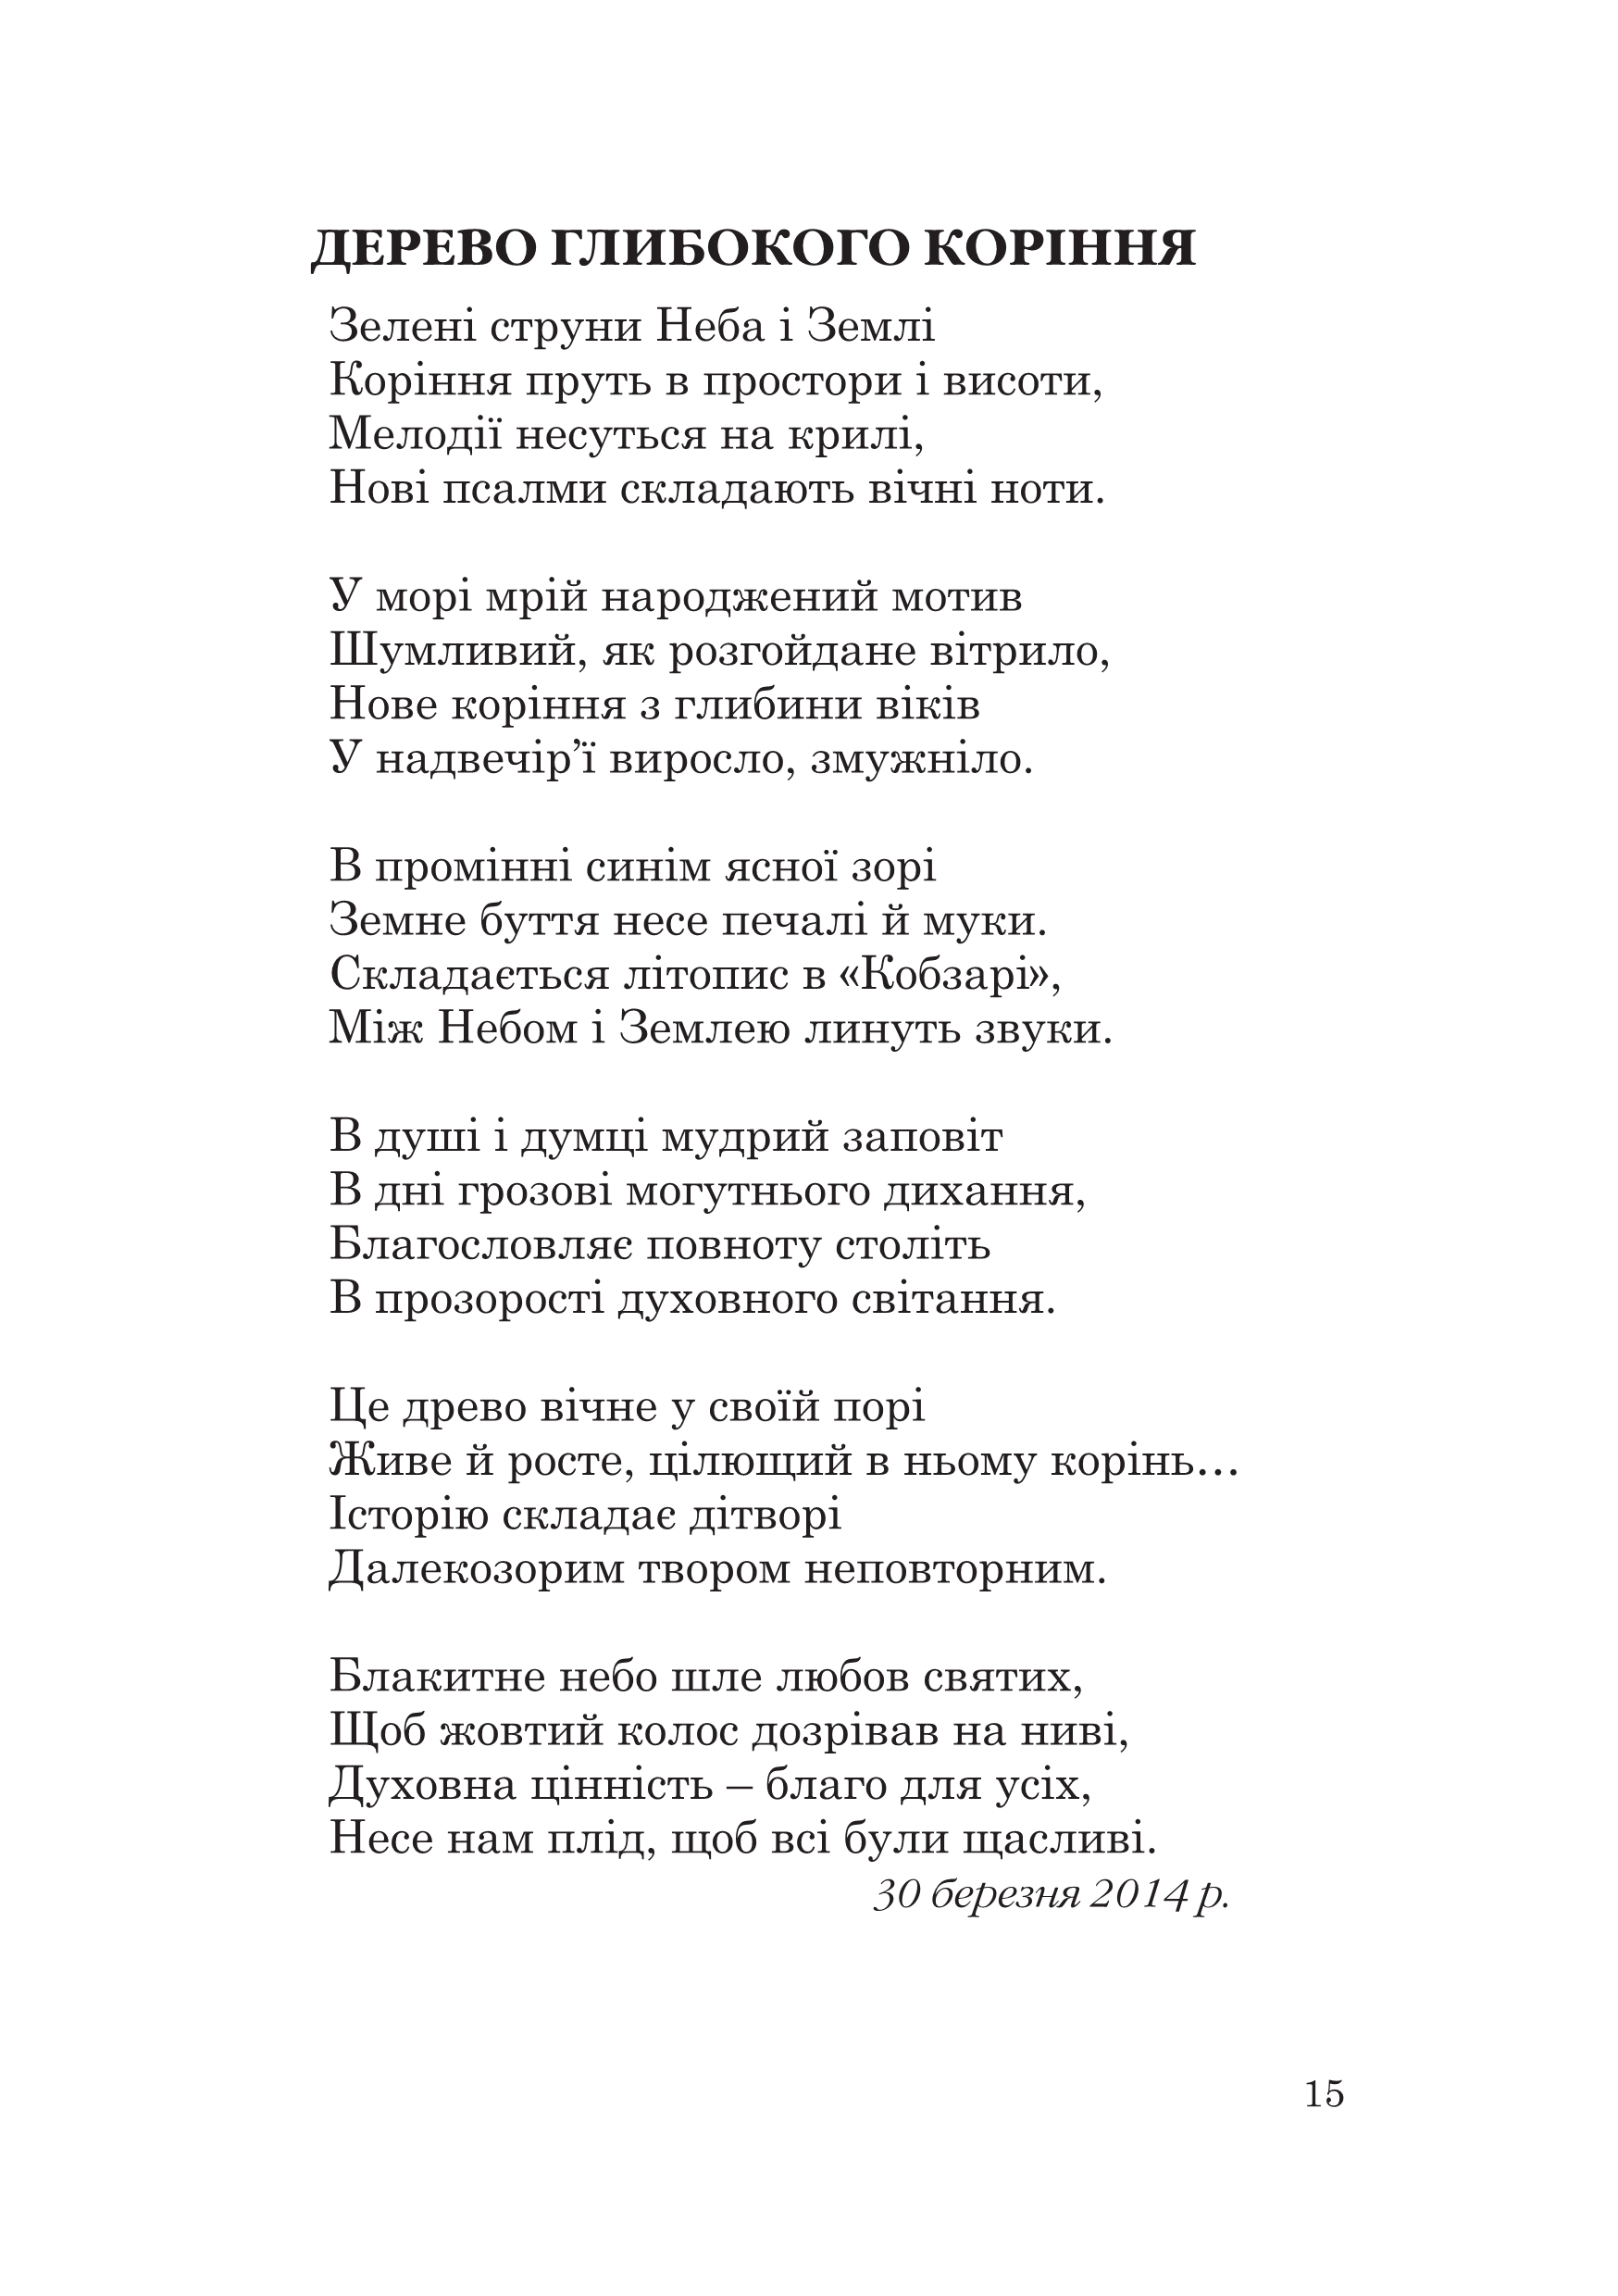 ДЕРЕВО ГЛИБОКОГО КОРІННЯ
Зелені струни Неба і Землі
Коріння пруть в простори і висоти,
Мелодії несуться на крилі,
Нові псалми складають вічні ноти.
У морі мрій народжений мотив
Шумливий, як розгойдане вітрило,
Нове коріння з глибини віків
У надвечір’ї виросло, змужніло.
В промінні синім ясної зорі
Земне буття несе печалі й муки.
Складається літопис в «Кобзарі»,
Між Небом і Землею линуть звуки.
В душі і думці мудрий заповіт
В дні грозові могутнього дихання,
Благословляє повноту століть
В прозорості духовного світання.
Це древо вічне у своїй порі
Живе й росте, цілющий в ньому корінь...
Історію складає дітворі
Далекозорим твором неповторним.
Блакитне небо шле любов святих,
Щоб жовтий колос дозрівав на ниві,
Духовна цінність – благо для усіх,
Несе нам плід, щоб всі були щасливі.
30 березня 2014 р.
15